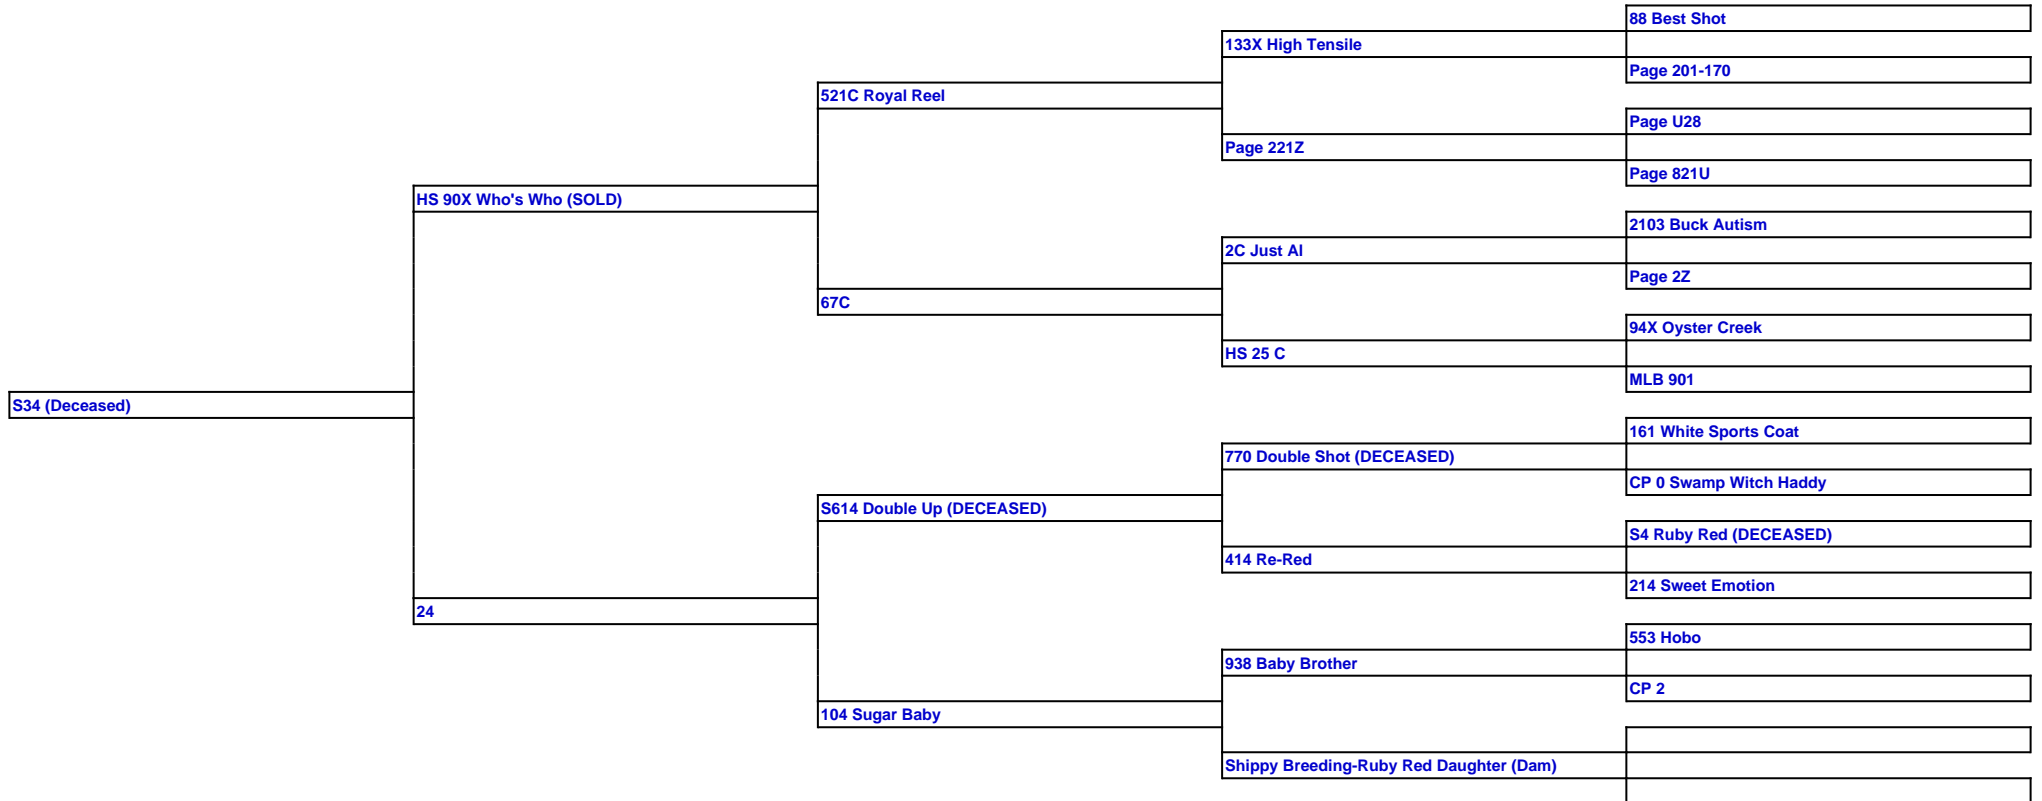 88 Best Shot
133X High Tensile
Page 201-170
521C Royal Reel
Page U28
Page 221Z
Page 821U
HS 90X Who's Who (SOLD)
2103 Buck Autism
2C Just AI
Page 2Z
67C
94X Oyster Creek
HS 25 C
MLB 901
S34 (Deceased)
161 White Sports Coat
770 Double Shot (DECEASED)
CP 0 Swamp Witch Haddy
S614 Double Up (DECEASED)
S4 Ruby Red (DECEASED)
414 Re-Red
214 Sweet Emotion
24
553 Hobo
938 Baby Brother
CP 2
104 Sugar Baby
Shippy Breeding-Ruby Red Daughter (Dam)